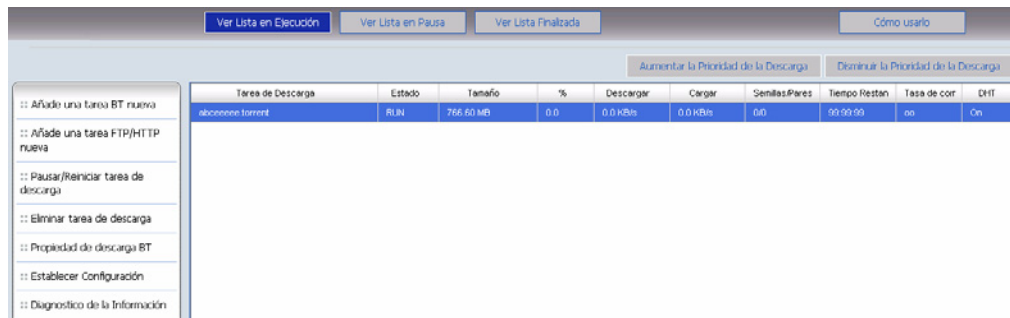 Ver Lista en Ejecución Ver Lista en Pausa Ver Lista Finalizada Cómo usarlo
Aumentar la Prioridad de la Descarga Disminuir la Prioridad de la Descarga
Tarea de Descarga Estado Tamaño % Descargar Cargar Semillas/Pares Tiempo Restan Tasa de comp DHT
abceeeee.torrent RUN 766.60 MB 0.0 0.0 KB/s 0.0 KB/s 0/0 99:99:99 oo On
:: Añade una tarea BT nueva
:: Añade una tarea FTP/HTTP
nueva
:: Pausar/Reiniciar tarea de
descarga
:: Eliminar tarea de descarga
:: Propiedad de descarga BT
:: Establecer Configuración
:: Diagnostico de la Información